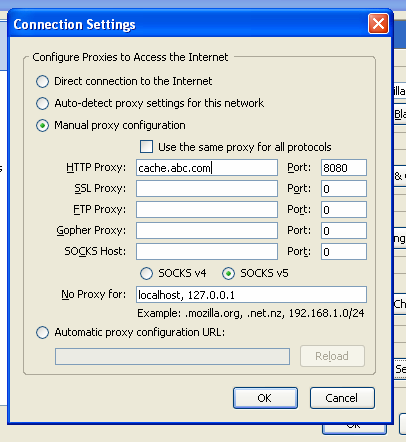 Connection Settings
Configure Proxies to Access the Internet
Direct connection to the Internet
Auto-detect proxy settings for this network
Manual proxy configuration
Use the same proxy for all protocols
HTTP Proxy: cache.abc.com Port: 8080
SSL Proxy: Port: 0
FTP Proxy: Port: 0
Gopher Proxy: Port: 0
SOCKS Host: Port: 0
SOCKS v4 SOCKS v5
No Proxy for: localhost, 127.0.0.1
Example: .mozilla.org, .net.nz, 192.168.1.0/24
Automatic proxy configuration URL:
Reload
OK Cancel